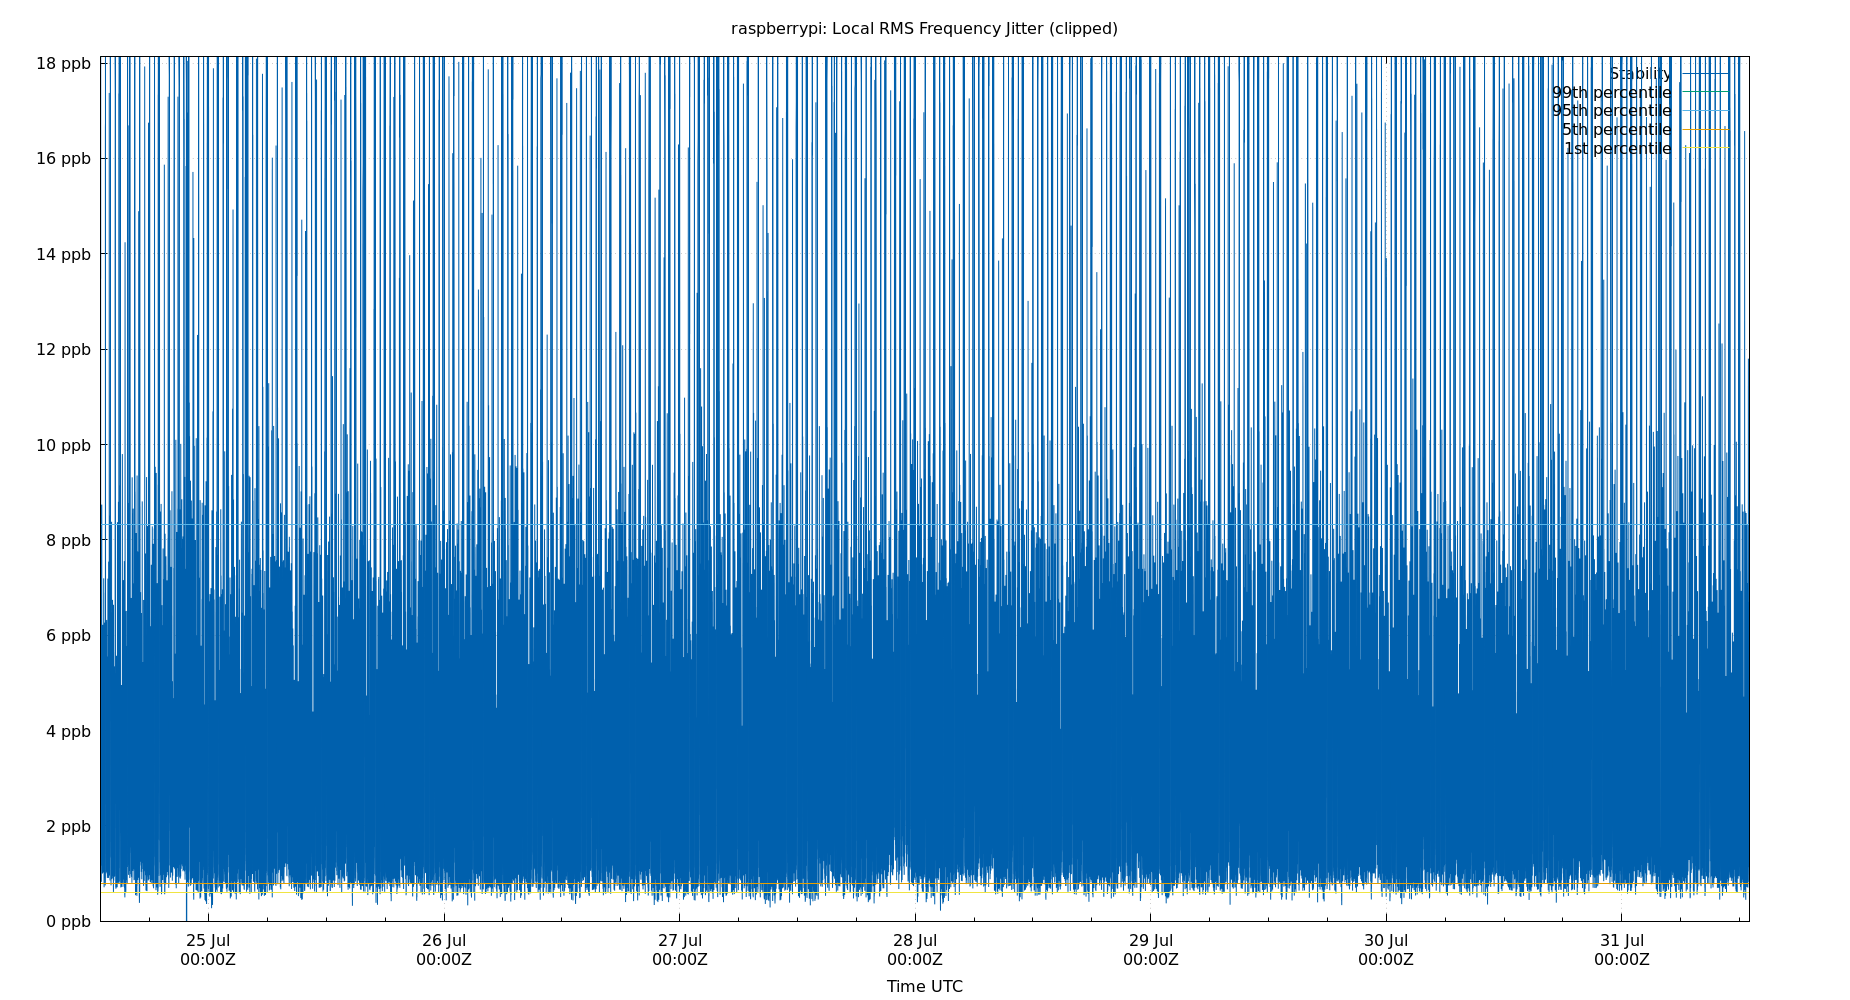 raspberrypi: Local RMS Frequency Jitter (clipped)
18 ppb
16 ppb
14 ppb
12 ppb
10 ppb
8 ppb
6 ppb
4 ppb
2 ppb
0 ppb
Stability
99th percentile
95th percentile
5th percentile
1st percentile
25 Jul 26 Jul 27 Jul 28 Jul 29 Jul 30 Jul 31 Jul
00:00Z 00:00Z 00:00Z 00:00Z 00:00Z 00:00Z 00:00Z
Time UTC